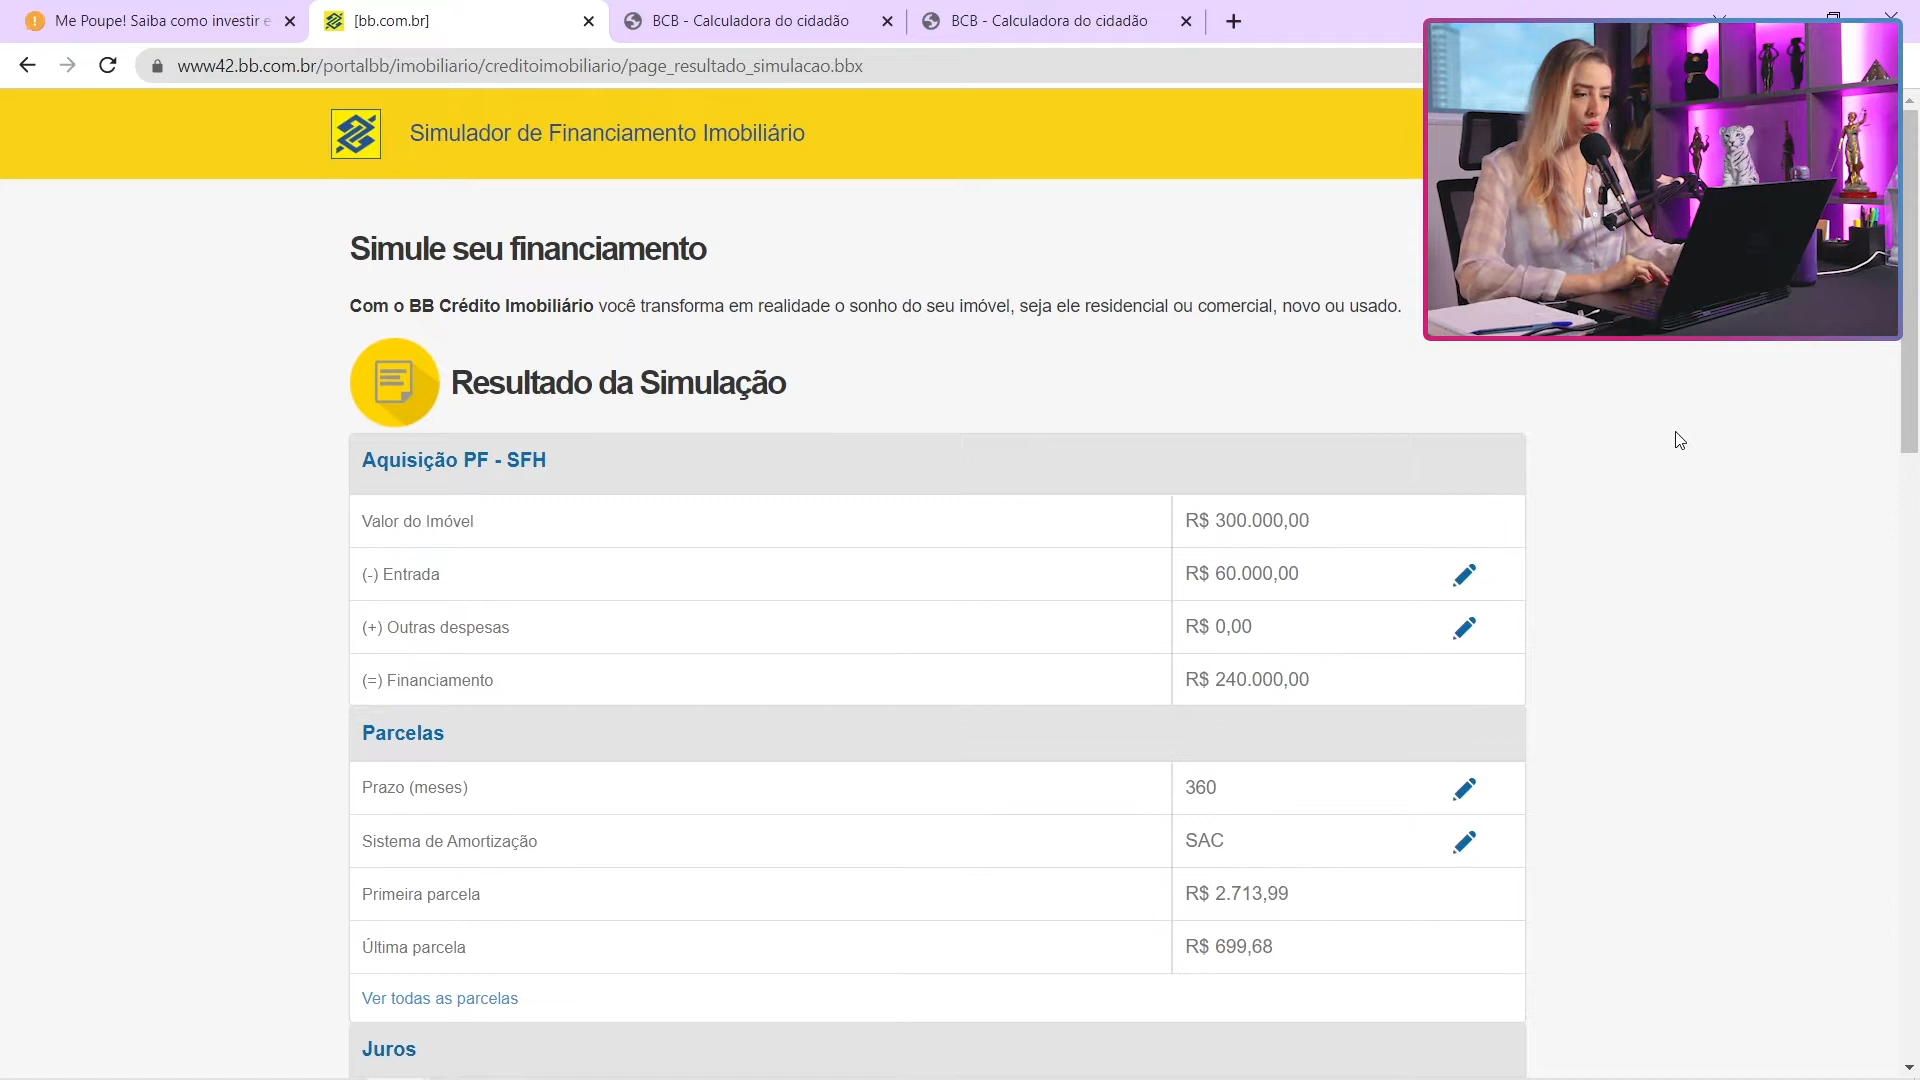 Me Poupe! Saiba como investir e
[bb.com.br]
BCB - Calculadora do cidadão
BCB - Calculadora do cidadão
www42.bb.com.br/portalbb/imobiliario/creditoimobiliario/page_resultado_simulacao.bbx
Simulador de Financiamento Imobiliário
Simule seu financiamento
Com o BB Crédito Imobiliário você transforma em realidade o sonho do seu imóvel, seja ele residencial ou comercial, novo ou usado.
Resultado da Simulação
Aquisição PF - SFH
Valor do Imóvel R$ 300.000,00
(-) Entrada R$ 60.000,00
(+) Outras despesas R$ 0,00
(=) Financiamento R$ 240.000,00
Parcelas
Prazo (meses) 360
Sistema de Amortização SAC
Primeira parcela R$ 2.713,99
Última parcela R$ 699,68
Ver todas as parcelas
Juros